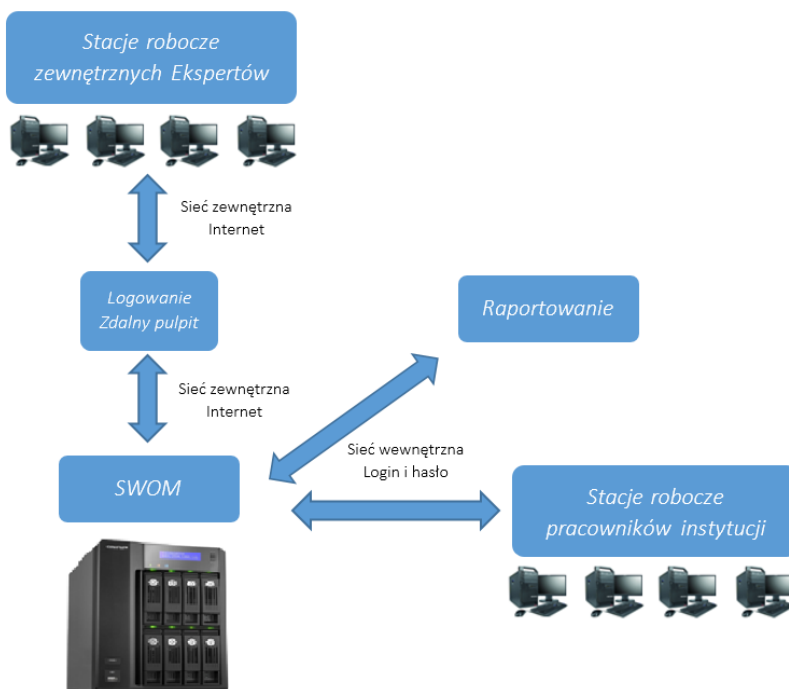 Stacje robocze
zewnętrznych Ekspertów
Sieć zewnętrzna
Internet
Logowanie
Zdalny pulpit
Raportowanie
Sieć zewnętrzna
Internet
Sieć wewnętrzna
Login i hasło
SWOM
Stacje robocze
pracowników instytucji